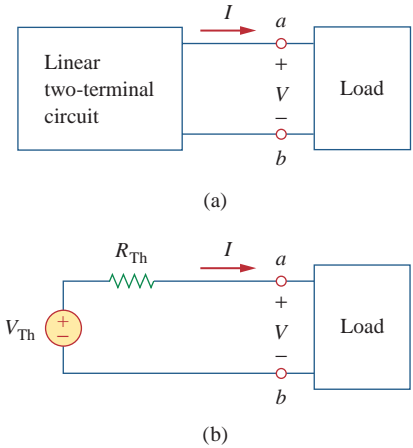 I
a
Linear
two-terminal
circuit
+
V
−
Load
b
(a)
R_Th
I
a
V_Th
+
−
+
V
−
Load
b
(b)